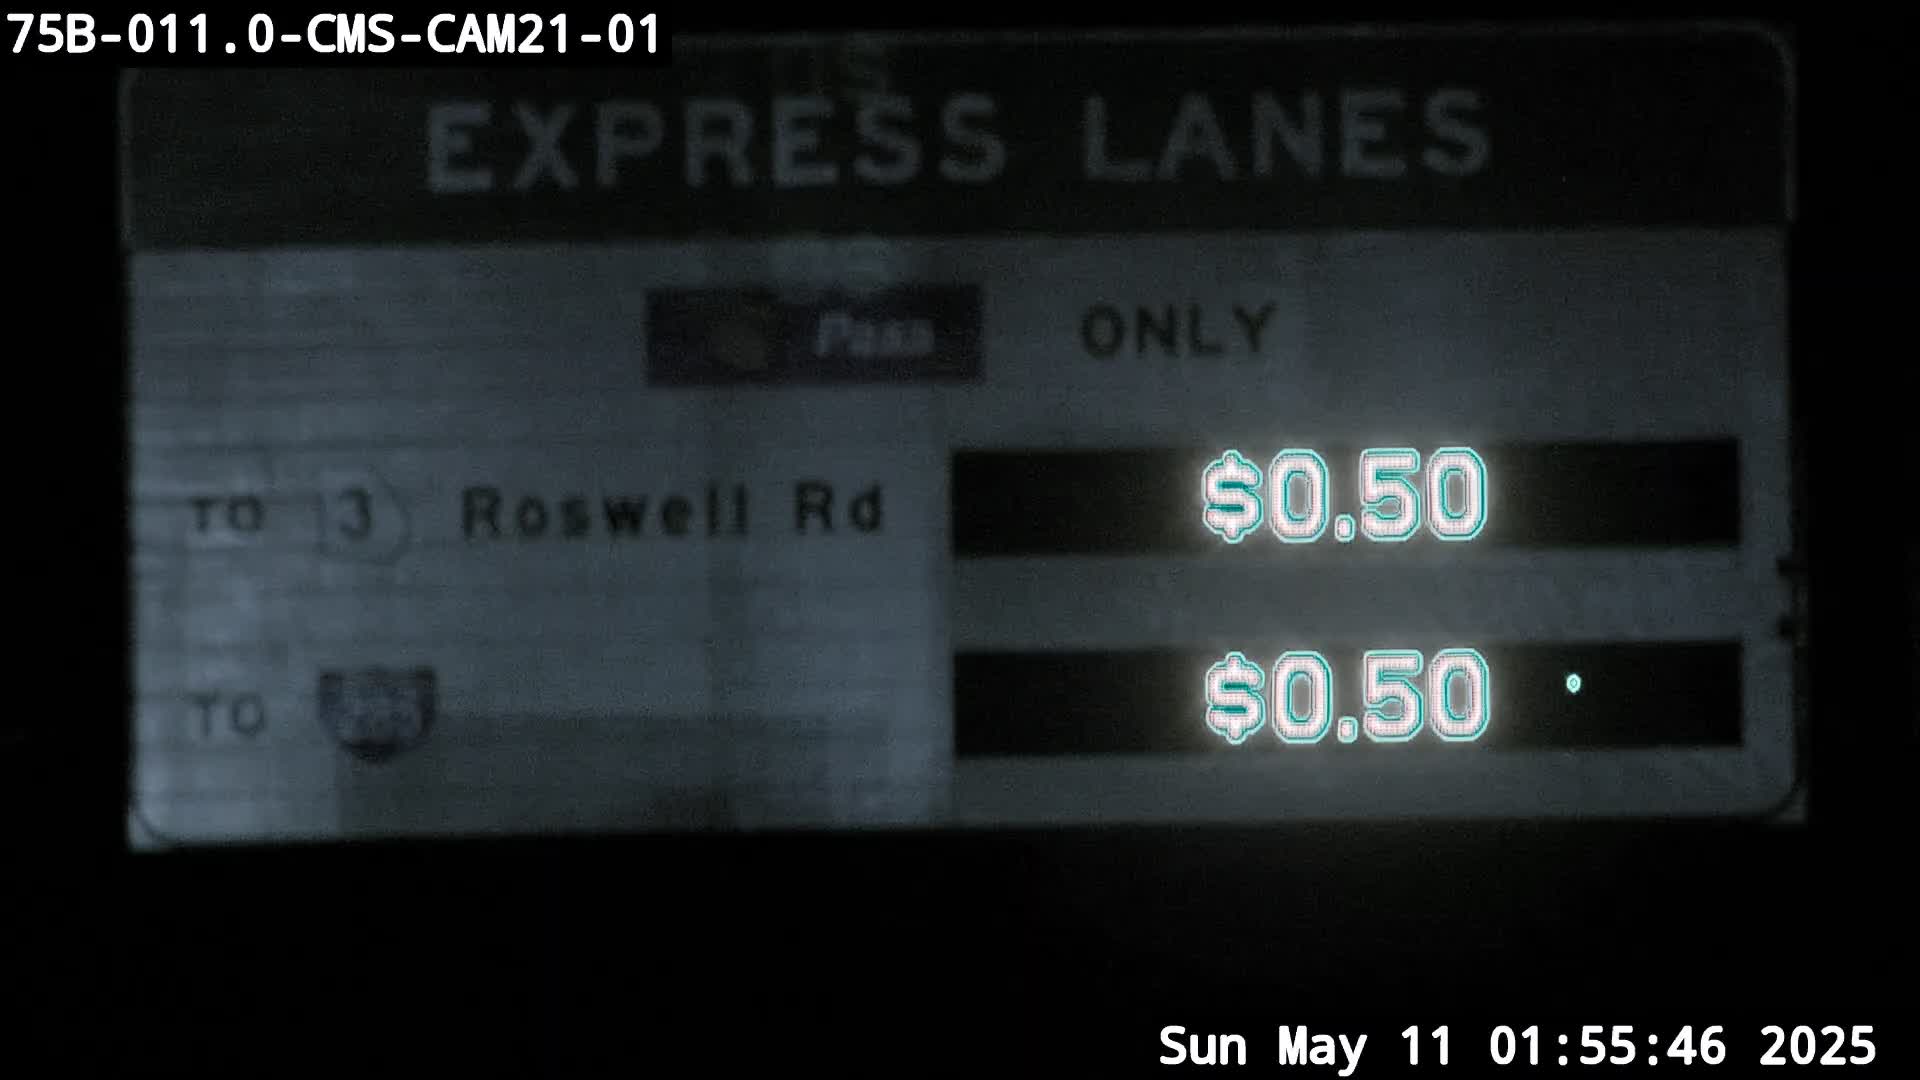 75B-011.0-CMS-CAM21-01
EXPRESS LANES
Pass ONLY
TO 3 Roswell Rd $0.50
TO $0.50
Sun May 11 01:55:46 2025